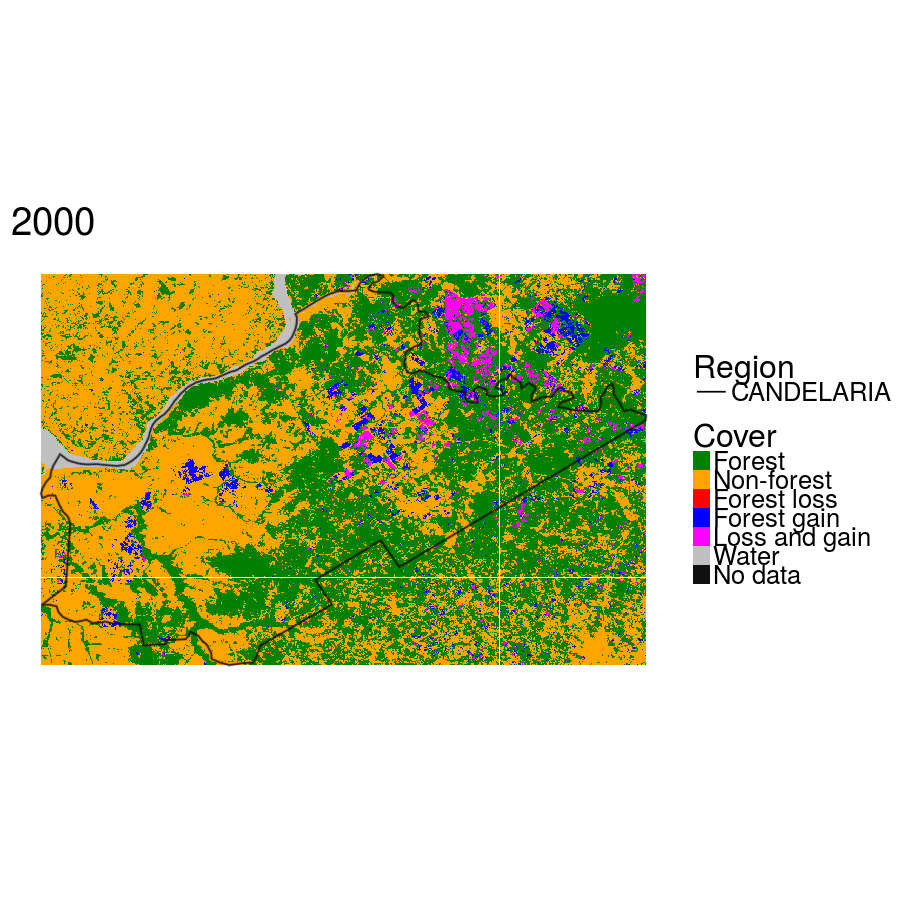 2000
Region
CANDELARIA
Cover
Forest
Non-forest
Forest loss
Forest gain
Loss and gain
Water
No data